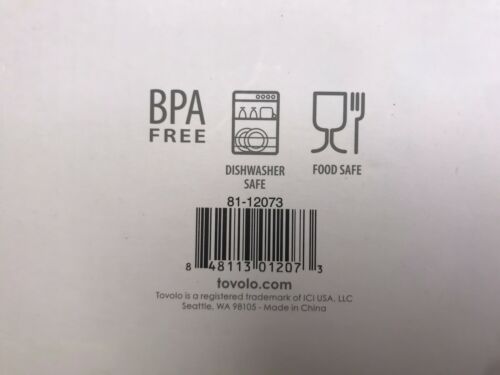 BPA
FREE
DISHWASHER
SAFE
FOOD SAFE
81-12073
8 48113 01207 3
tovolo.com
Tovolo is a registered trademark of ICI USA, LLC
Seattle, WA 98105 - Made in China